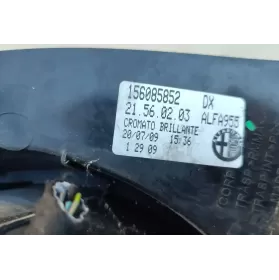 156085852 DX
21.56.02.03 ALFA955
CROMATO BRILLANTE
20/07/09 15:36
1 29 09